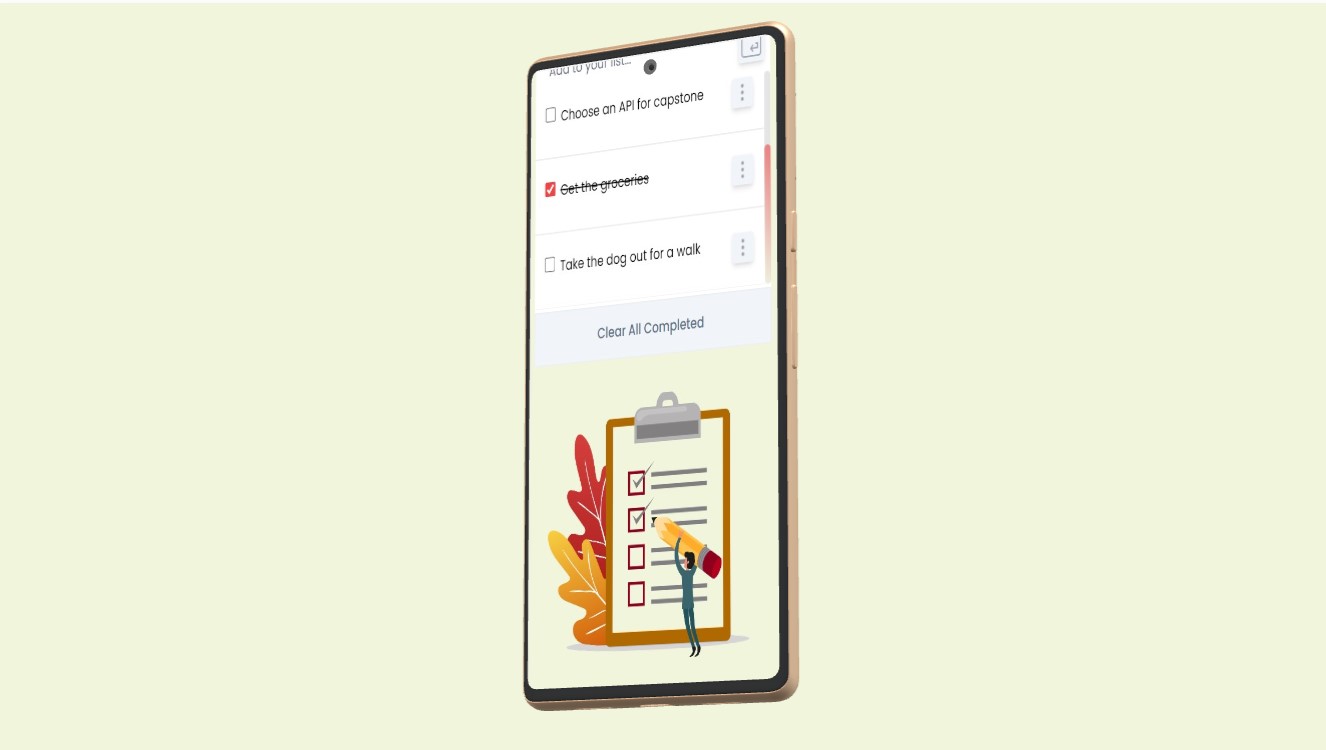 Add to your list...
Choose an API for capstone
Get the groceries
Take the dog out for a walk
Clear All Completed